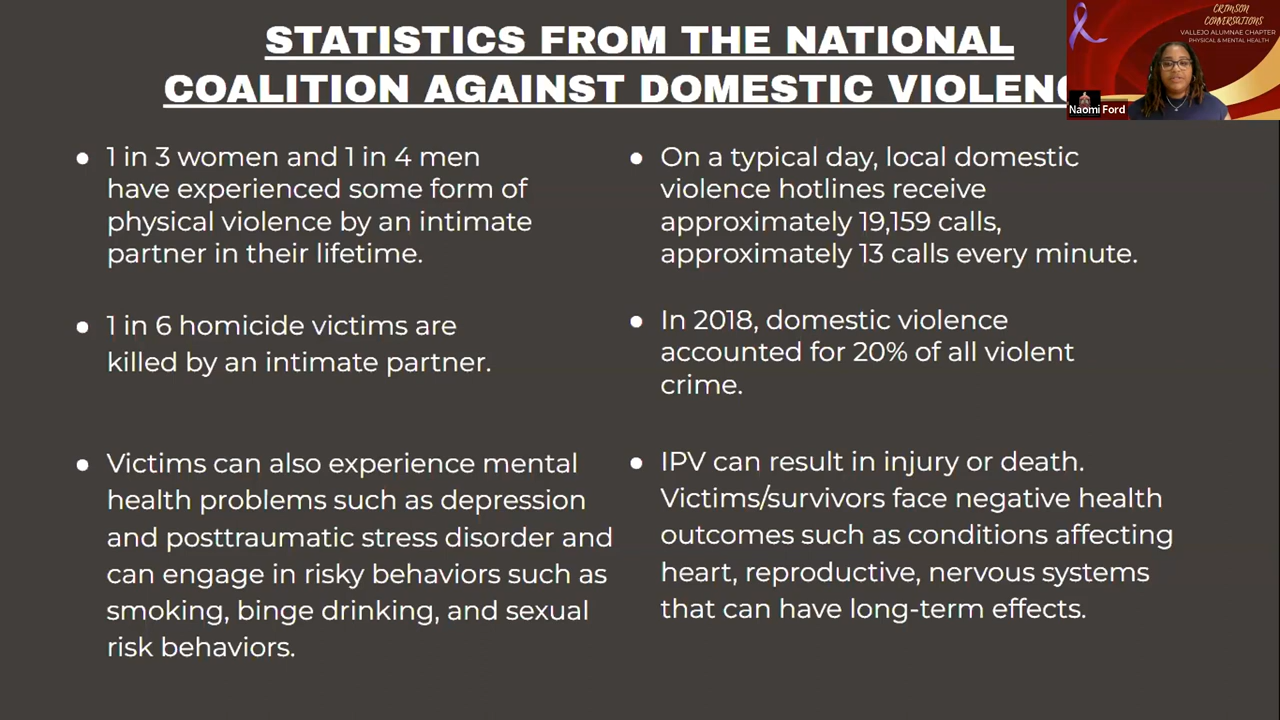 STATISTICS FROM THE NATIONAL
COALITION AGAINST DOMESTIC
1 in 3 women and 1 in 4 men
have experienced some form of
physical violence by an intimate
partner in their lifetime.
1 in 6 homicide victims are
killed by an intimate partner.
Victims can also experience mental
health problems such as depression
and posttraumatic stress disorder and
can engage in risky behaviors such as
smoking, binge drinking, and sexual
risk behaviors.
On a typical day, local domestic
violence hotlines receive
approximately 19,159 calls,
approximately 13 calls every minute.
In 2018, domestic violence
accounted for 20% of all violent
crime.
IPV can result in injury or death.
Victims/survivors face negative health
outcomes such as conditions affecting
heart, reproductive, nervous systems
that can have long-term effects.
CRIMSON
CONVERSATIONS
VALLEJO ALUMNAE CHAPTER
PHYSICAL & MENTAL HEALTH
Naomi Ford